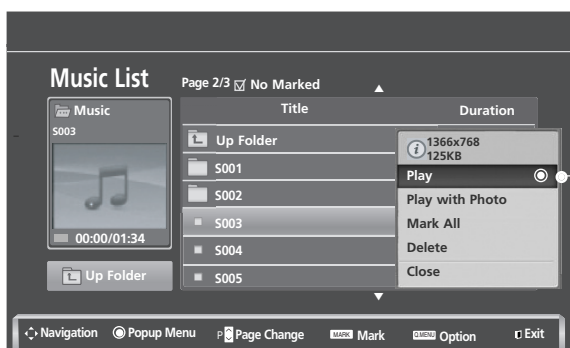 Music List
Page 2/3 No Marked
Music
S003
00:00/01:34
Up Folder
Title Duration
Up Folder
S001
S002
S003
S004
S005
1366x768
125KB
Play
Play with Photo
Mark All
Delete
Close
Navigation Popup Menu P Page Change MARK Mark Q.MENU Option Exit